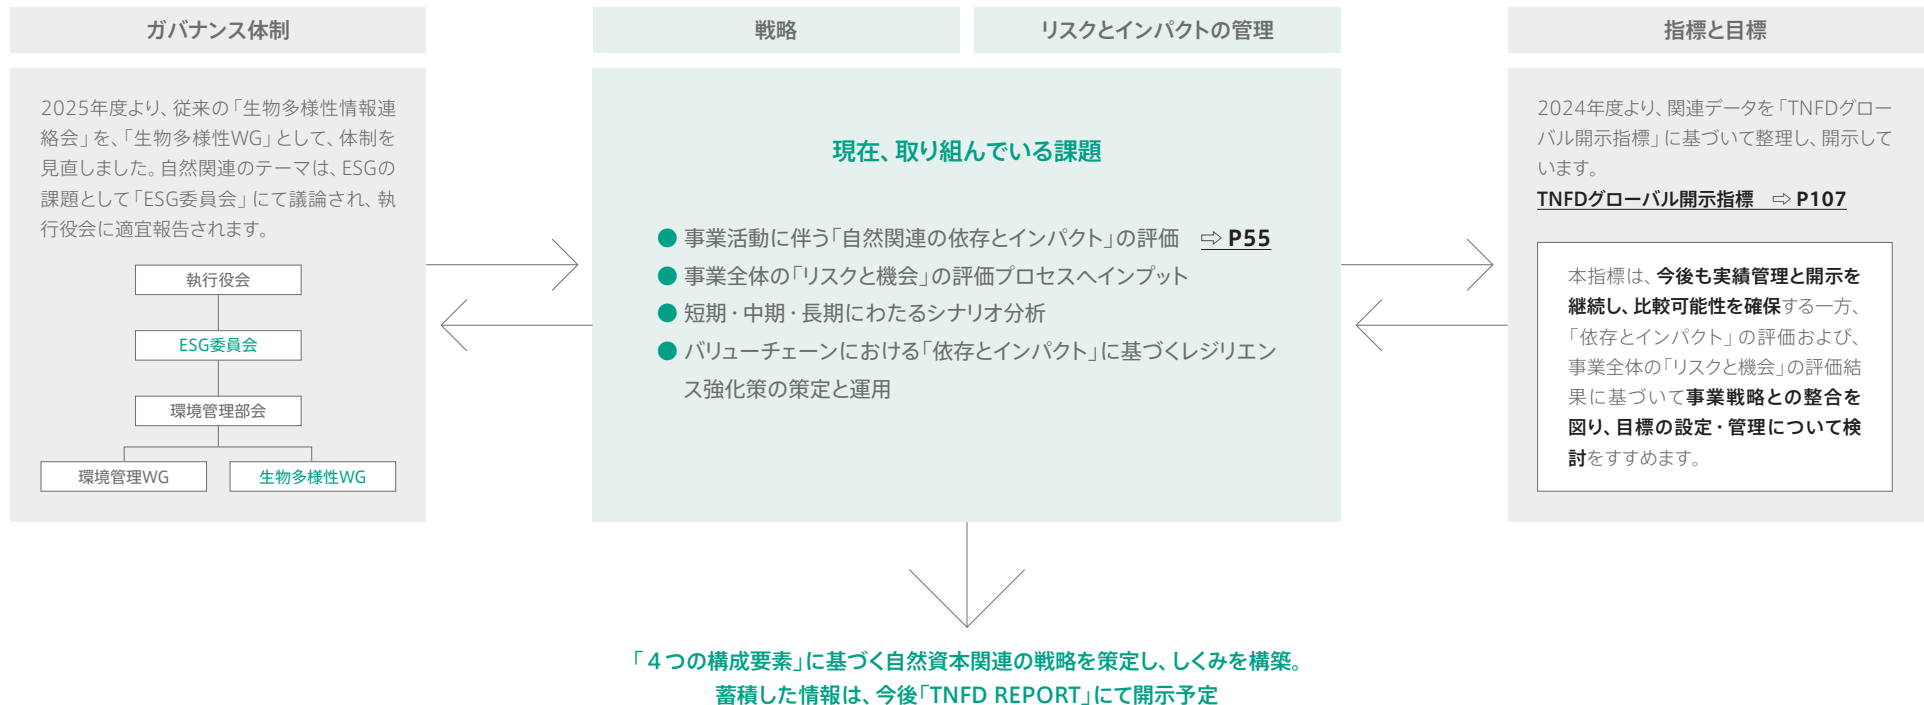 ガバナンス体制
2025年度より、従来の「生物多様性情報連
絡会」を、「生物多様性WG」として、体制を
見直しました。自然関連のテーマは、ESGの
課題として「ESG委員会」にて議論され、執
行役会に適宜報告されます。
執行役会
ESG委員会
環境管理部会
環境管理WG
生物多様性WG
戦略
リスクとインパクトの管理
現在、取り組んでいる課題
● 事業活動に伴う「自然関連の依存とインパクト」の評価 ⇨ P55
● 事業全体の「リスクと機会」の評価プロセスへインプット
● 短期・中期・長期にわたるシナリオ分析
● バリューチェーンにおける「依存とインパクト」に基づくレジリエン
ス強化策の策定と運用
指標と目標
2024年度より、関連データを「TNFDグロー
バル開示指標」に基づいて整理し、開示して
います。
TNFDグローバル開示指標 ⇨ P107
本指標は、今後も実績管理と開示を
継続し、比較可能性を確保する一方、
「依存とインパクト」の評価および、
事業全体の「リスクと機会」の評価結
果に基づいて事業戦略との整合を
図り、目標の設定・管理について検
討をすすめます。
「４つの構成要素」に基づく自然資本関連の戦略を策定し、しくみを構築。
蓄積した情報は、今後「TNFD REPORT」にて開示予定